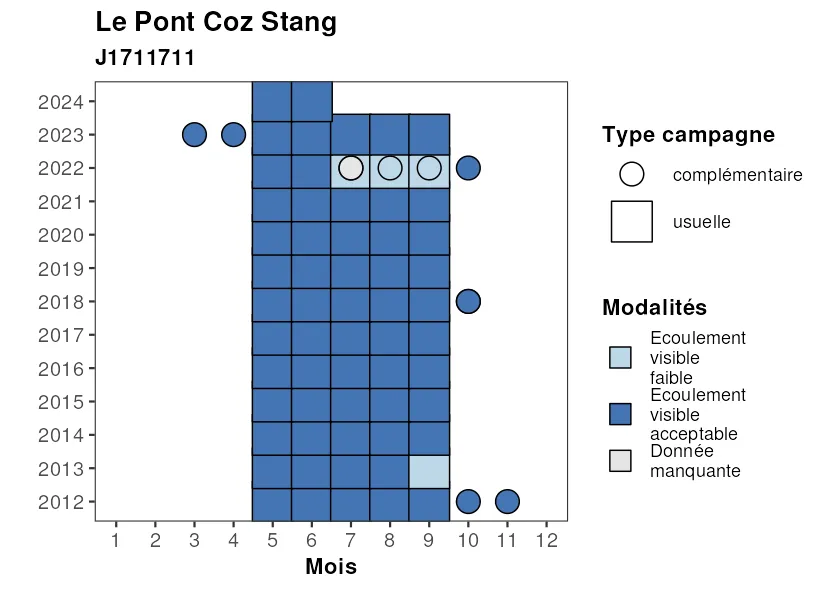 Le Pont Coz Stang
J1711711
2024
2023
2022
2021
2020
2019
2018
2017
2016
2015
2014
2013
2012
1 2 3 4 5 6 7 8 9 10 11 12
Mois
Type campagne
complémentaire
usuelle
Modalités
Ecoulement
visible
faible
Ecoulement
visible
acceptable
Donnée
manquante